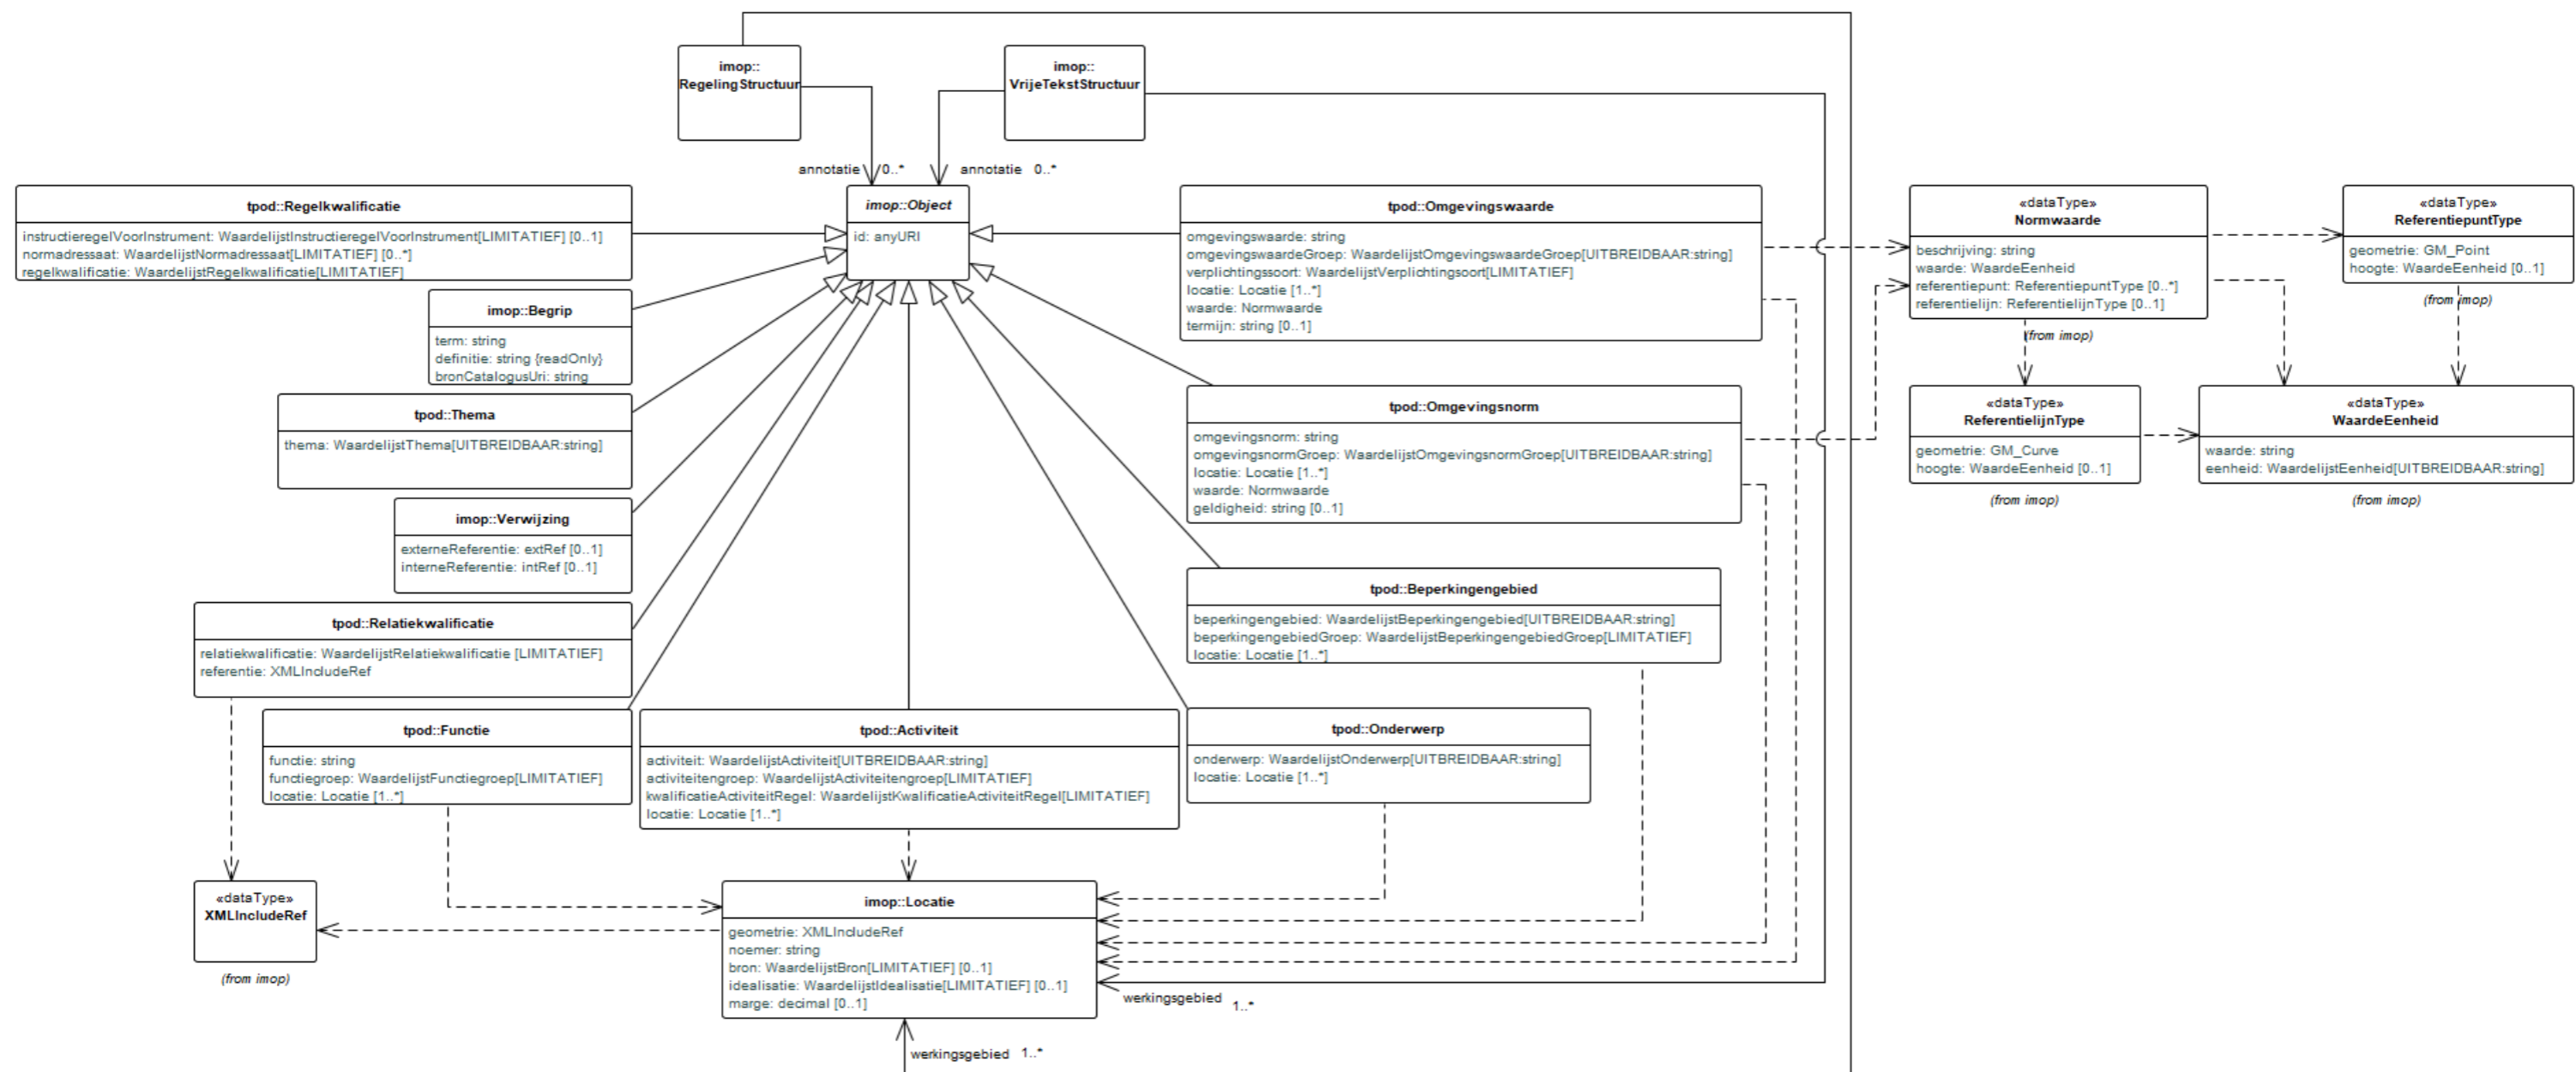 imop::
RegelingStructuur
imop::
VrijeTekstStructuur
annotatie 0..*
annotatie 0..*
tpod::Regelkwalificatie
instructieregelVoorInstrument: WaardelijstInstructieregelVoorInstrument[LIMITATIEF] [0..1]
normadressaat: WaardelijstNormadressaat[LIMITATIEF] [0..*]
regelkwalificatie: WaardelijstRegelkwalificatie[LIMITATIEF]
imop::Object
id: anyURI
tpod::Omgevingswaarde
omgevingswaarde: string
omgevingswaardeGroep: WaardelijstOmgevingswaardeGroep[UITBREIDBAAR:string]
verplichtingssoort: WaardelijstVerplichtingsoort[LIMITATIEF]
locatie: Locatie [1..*]
waarde: Normwaarde
termijn: string [0..1]
«dataType»
Normwaarde
beschrijving: string
waarde: WaardeEenheid
referentiepunt: ReferentiepuntType [0..*]
referentielijn: ReferentielijnType [0..1]
(from imop)
«dataType»
ReferentiepuntType
geometrie: GM_Point
hoogte: WaardeEenheid [0..1]
(from imop)
imop::Begrip
term: string
definitie: string {readOnly}
bronCatalogusUri: string
tpod::Thema
thema: WaardelijstThema[UITBREIDBAAR:string]
tpod::Omgevingsnorm
omgevingsnorm: string
omgevingsnormGroep: WaardelijstOmgevingsnormGroep[UITBREIDBAAR:string]
locatie: Locatie [1..*]
waarde: Normwaarde
geldigheid: string [0..1]
«dataType»
ReferentielijnType
geometrie: GM_Curve
hoogte: WaardeEenheid [0..1]
(from imop)
«dataType»
WaardeEenheid
waarde: string
eenheid: WaardelijstEenheid[UITBREIDBAAR:string]
(from imop)
imop::Verwijzing
externeReferentie: extRef [0..1]
interneReferentie: intRef [0..1]
tpod::Beperkingengebied
beperkingengebied: WaardelijstBeperkingengebied[UITBREIDBAAR:string]
beperkingengebiedGroep: WaardelijstBeperkingengebiedGroep[LIMITATIEF]
locatie: Locatie [1..*]
tpod::Relatiekwalificatie
relatiekwalificatie: WaardelijstRelatiekwalificatie [LIMITATIEF]
referentie: XMLIncludeRef
tpod::Functie
functie: string
functiegroep: WaardelijstFunctiegroep[LIMITATIEF]
locatie: Locatie [1..*]
tpod::Activiteit
activiteit: WaardelijstActiviteit[UITBREIDBAAR:string]
activiteitengroep: WaardelijstActiviteitengroep[LIMITATIEF]
kwalificatieActiviteitRegel: WaardelijstKwalificatieActiviteitRegel[LIMITATIEF]
locatie: Locatie [1..*]
tpod::Onderwerp
onderwerp: WaardelijstOnderwerp[UITBREIDBAAR:string]
locatie: Locatie [1..*]
«dataType»
XMLIncludeRef
(from imop)
imop::Locatie
geometrie: XMLIncludeRef
noemer: string
bron: WaardelijstBron[LIMITATIEF] [0..1]
idealisatie: WaardelijstIdealisatie[LIMITATIEF] [0..1]
marge: decimal [0..1]
werkingsgebied 1..*
werkingsgebied 1..*